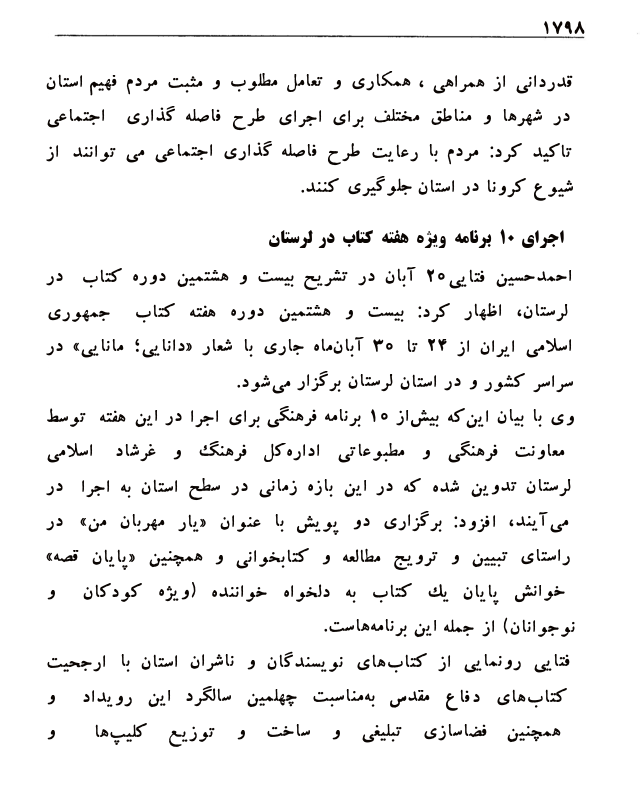 ۱۷۹۸
قدردانی از همراهی ، همکاری و تعامل مطلوب و مثبت مردم فهیم استان
در شهرها و مناطق مختلف برای اجرای طرح فاصله گذاری اجتماعی
تاکید کرد: مردم با رعایت طرح فاصله گذاری اجتماعی می توانند از
شیوع کرونا در استان جلوگیری کنند.
اجرای ۱۰ برنامه ویژه هفته کتاب در لرستان
احمدحسین فتایی۲۵ آبان در تشریح بیست و هشتمین دوره کتاب در
لرستان، اظهار کرد: بیست و هشتمین دوره هفته کتاب جمهوری
اسلامی ایران از ۲۴ تا ۳۰ آبان‌ماه جاری با شعار «دانایی؛ مانایی» در
سراسر کشور و در استان لرستان برگزار می‌شود.
وی با بیان این‌که بیش‌از ۱۰ برنامه فرهنگی برای اجرا در این هفته توسط
معاونت فرهنگی و مطبوعاتی اداره‌کل فرهنگ و غرشاد اسلامی
لرستان تدوین شده که در این بازه زمانی در سطح استان به اجرا در
می‌آیند، افزود: برگزاری دو پویش با عنوان «یار مهربان من» در
راستای تبیین و ترویج مطالعه و کتابخوانی و همچنین «پایان قصه»
خوانش پایان یك کتاب به دلخواه خواننده (ویژه کودکان و
نوجوانان) از جمله این برنامه‌هاست.
فتایی رونمایی از کتاب‌های نویسندگان و ناشران استان با ارجحیت
کتاب‌های دفاع مقدس به‌مناسبت چهلمین سالگرد این رویداد و
همچنین فضاسازی تبلیغی و ساخت و توزیع کلیپ‌ها و